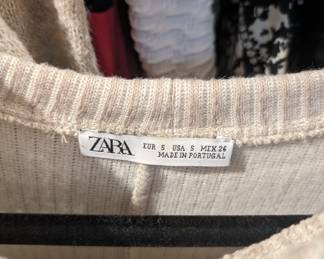 ZARA
EUR S USA S MEX 26
MADE IN PORTUGAL